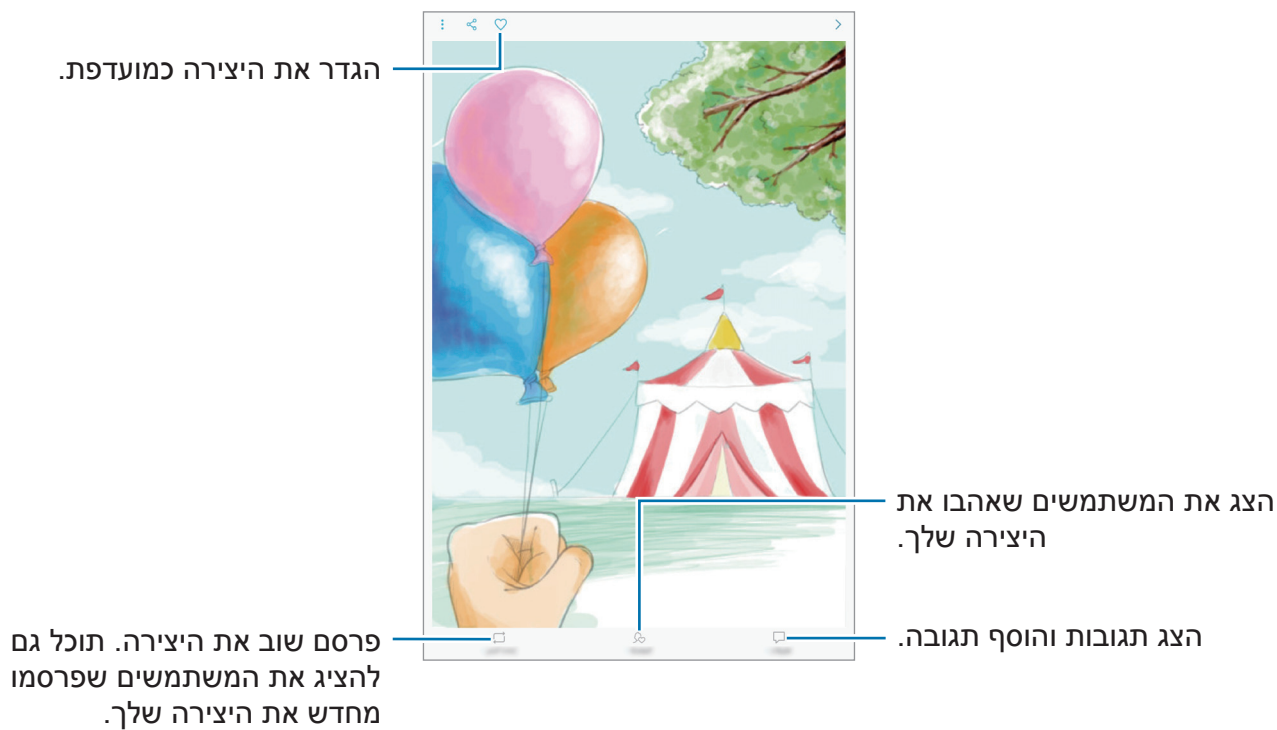 הגדר את היצירה כמועדפת.
הצג את המשתמשים שאהבו את
היצירה שלך.
הצג תגובות והוסף תגובה.
פרסם שוב את היצירה. תוכל גם
להציג את המשתמשים שפרסמו
מחדש את היצירה שלך.